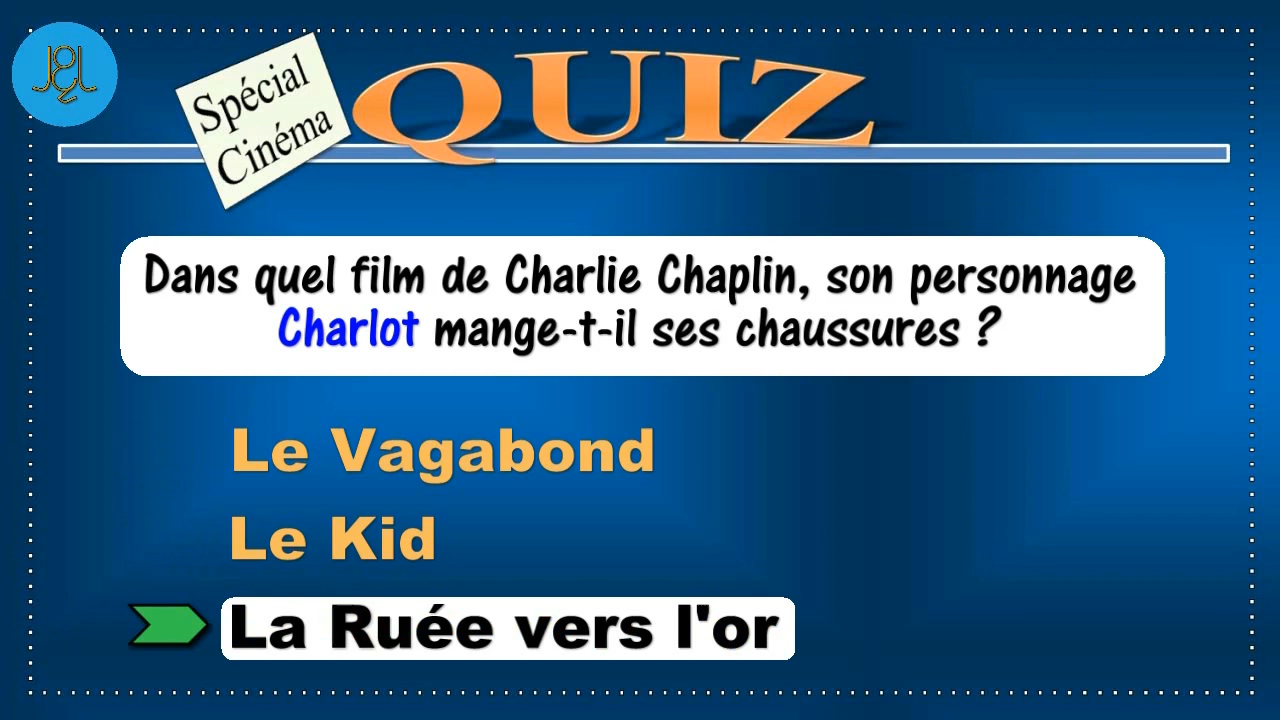 Spécial
Cinéma
QUIZ
Dans quel film de Charlie Chaplin, son personnage
Charlot mange-t-il ses chaussures ?
Le Vagabond
Le Kid
La Ruée vers l'or